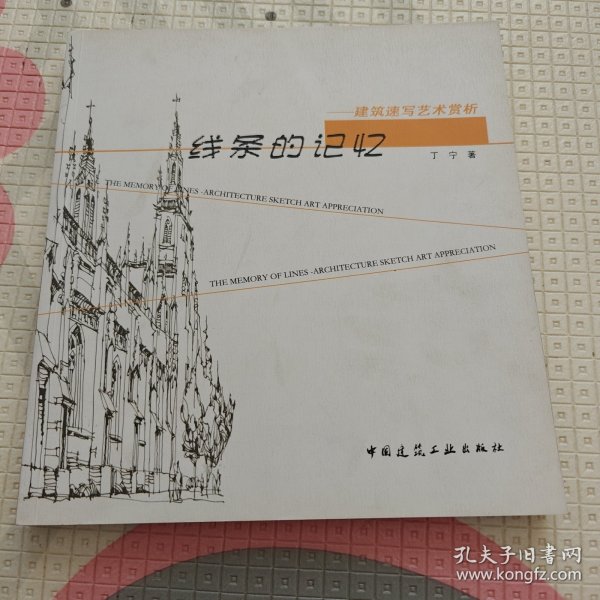 ——建筑速写艺术赏析
线条的记忆
丁 宁 著
THE MEMORY OF LINES -ARCHITECTURE SKETCH ART APPRECIATION
THE MEMORY OF LINES -ARCHITECTURE SKETCH ART APPRECIATION
中国建筑工业出版社
孔夫子旧书网
www.kongfz.com